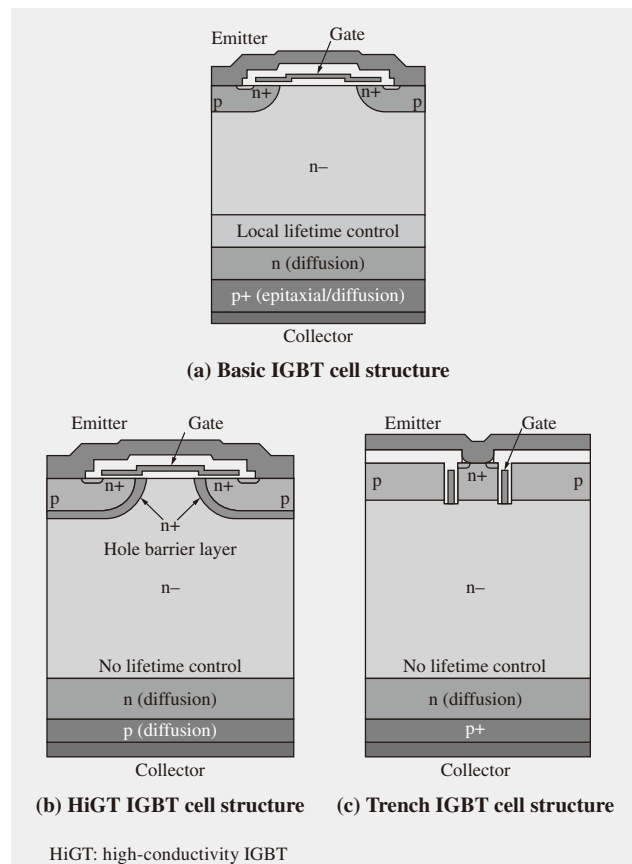 Emitter
Gate
p n+ n+ p
n–
Local lifetime control
n (diffusion)
p+ (epitaxial/diffusion)
Collector
(a) Basic IGBT cell structure
Emitter Gate
p n+ n+ p
n+
Hole barrier layer
n–
No lifetime control
n (diffusion)
p (diffusion)
Collector
(b) HiGT IGBT cell structure
Emitter Gate
p n+ p
n–
No lifetime control
n (diffusion)
p+
Collector
(c) Trench IGBT cell structure
HiGT: high-conductivity IGBT